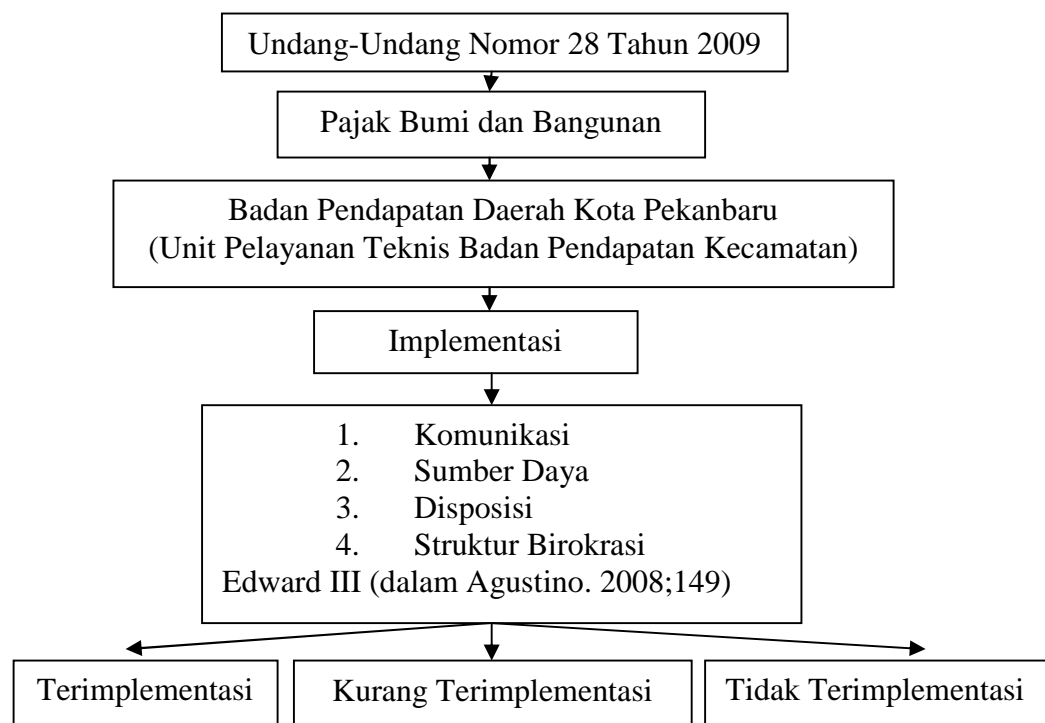 Undang-Undang Nomor 28 Tahun 2009
Pajak Bumi dan Bangunan
Badan Pendapatan Daerah Kota Pekanbaru
(Unit Pelayanan Teknis Badan Pendapatan Kecamatan)
Implementasi
1. Komunikasi
2. Sumber Daya
3. Disposisi
4. Struktur Birokrasi
Edward III (dalam Agustino. 2008;149)
Terimplementasi
Kurang Terimplementasi
Tidak Terimplementasi